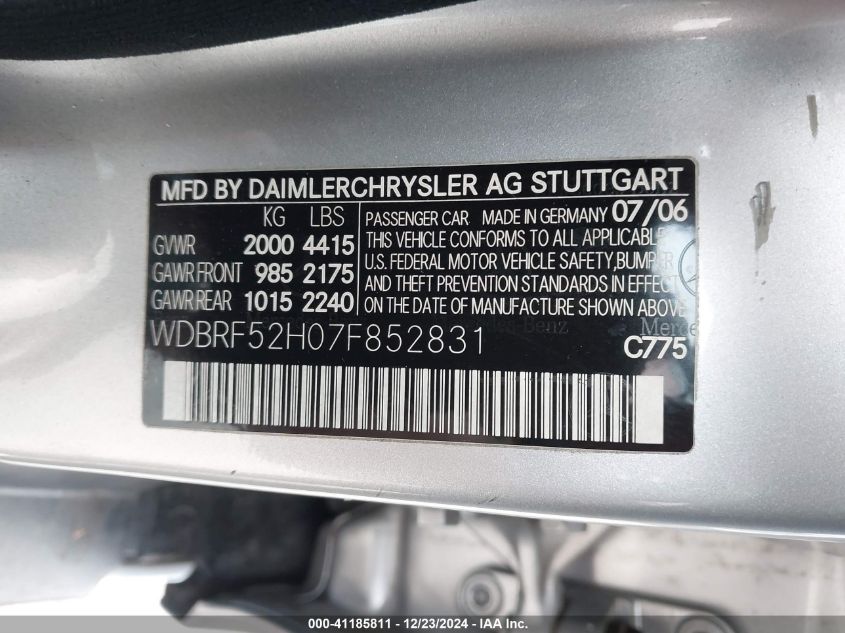 MFD BY DAIMLERCHRYSLER AG STUTTGART
KG LBS
GVWR 2000 4415
GAWR FRONT 985 2175
GAWR REAR 1015 2240
PASSENGER CAR MADE IN GERMANY 07/06
THIS VEHICLE CONFORMS TO ALL APPLICABLE
U.S. FEDERAL MOTOR VEHICLE SAFETY, BUMPER
AND THEFT PREVENTION STANDARDS IN EFFECT
ON THE DATE OF MANUFACTURE SHOWN ABOVE
WDBRF52H07F852831
C775
000-41185811 - 12/23/2024 - IAA Inc.